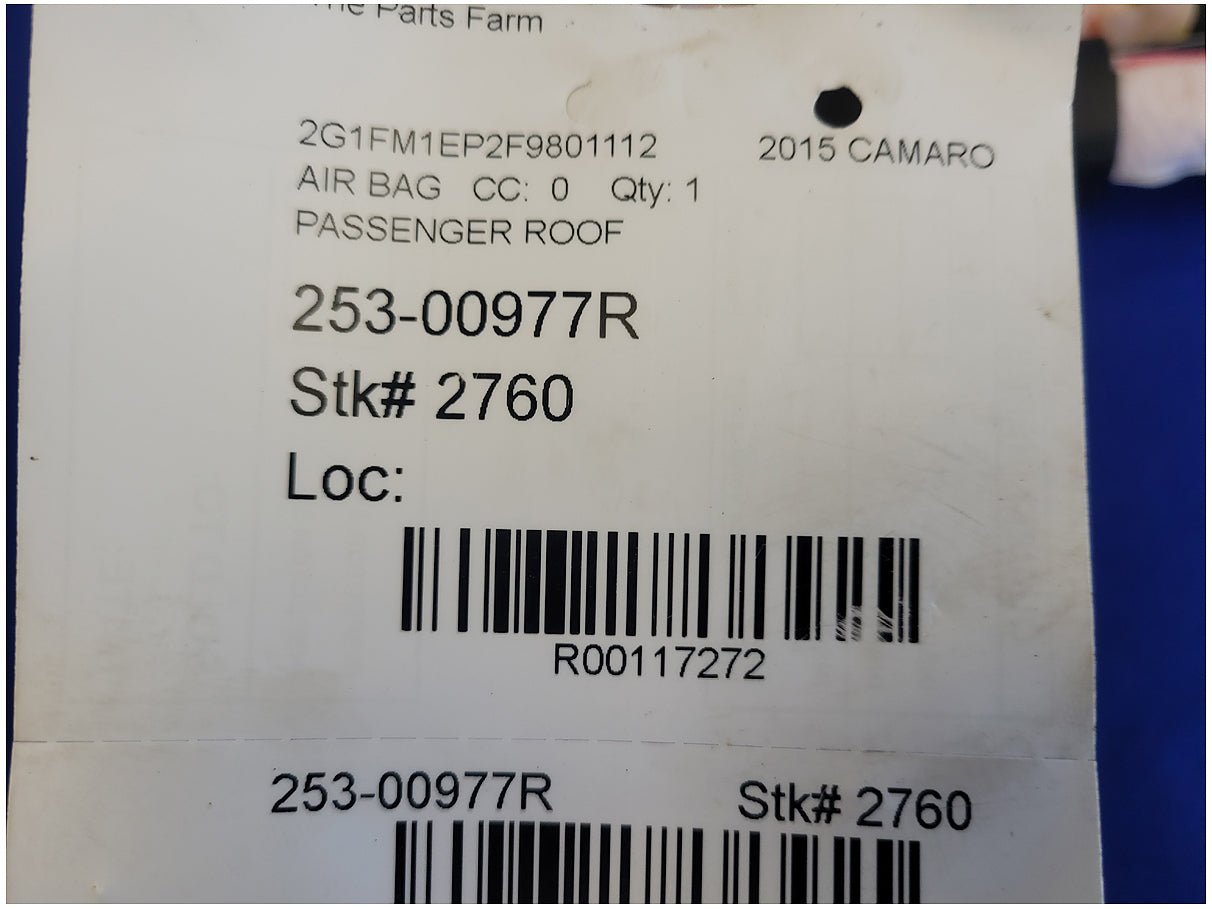 The Parts Farm
2G1FM1EP2F9801112 2015 CAMARO
AIR BAG CC: 0 Qty: 1
PASSENGER ROOF
253-00977R
Stk# 2760
Loc:
R00117272
253-00977R Stk# 2760